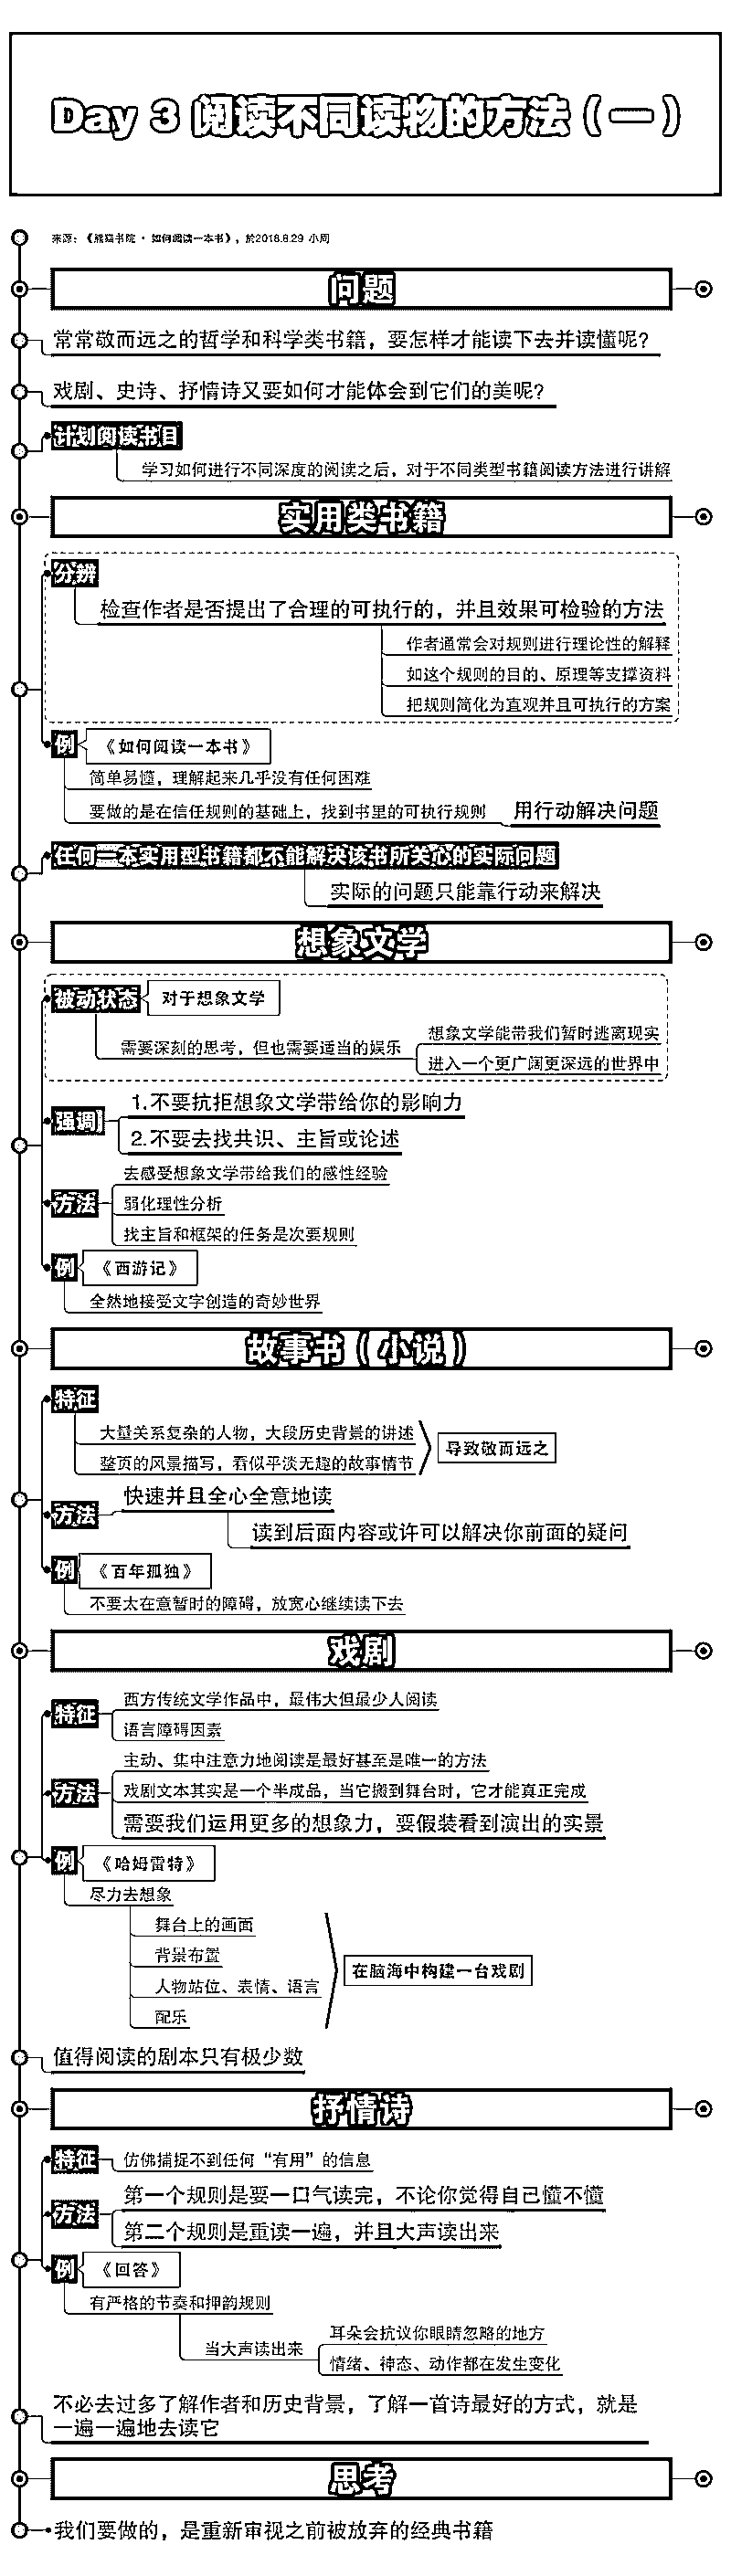 Day 3 阅读不同读物的方法（一）
来源：《熊猫书院·如何阅读一本书》，於2018.8.29 小周
问题
常常敬而远之的哲学和科学类书籍，要怎样才能读下去并读懂呢？
戏剧、史诗、抒情诗又要如何才能体会到它们的美呢？
计划阅读书目
学习如何进行不同深度的阅读之后，对于不同类型书籍阅读方法进行讲解
实用类书籍
分辨
检查作者是否提出了合理的可执行的，并且效果可检验的方法
作者通常会对规则进行理论性的解释
如这个规则的目的、原理等支撑资料
把规则简化为直观并且可执行的方案
例
《如何阅读一本书》
简单易懂，理解起来几乎没有任何困难
要做的是在信任规则的基础上，找到书里的可执行规则
用行动解决问题
任何一本实用型书籍都不能解决该书所关心的实际问题
实际的问题只能靠行动来解决
想象文学
被动状态
对于想象文学
需要深刻的思考，但也需要适当的娱乐
想象文学能带我们暂时逃离现实
进入一个更广阔更深远的世界中
强调
1.不要抗拒想象文学带给你的影响力
2.不要去找共识、主旨或论述
方法
去感受想象文学带给我们的感性经验
弱化理性分析
找主旨和框架的任务是次要规则
例
《西游记》
全然地接受文字创造的奇妙世界
故事书（小说）
特征
大量关系复杂的人物，大段历史背景的讲述
整页的风景描写，看似平淡无趣的故事情节
导致敬而远之
方法
快速并且全心全意地读
读到后面内容或许可以解决你前面的疑问
例
《百年孤独》
不要太在意暂时的障碍，放宽心继续读下去
戏剧
特征
西方传统文学作品中，最伟大但最少人阅读
语言障碍因素
方法
主动、集中注意力地阅读是最好甚至是唯一的方法
戏剧文本其实是一个半成品，当它搬到舞台时，它才能真正完成
需要我们运用更多的想象力，要假装看到演出的实景
例
《哈姆雷特》
尽力去想象
舞台上的画面
背景布置
人物站位、表情、语言
配乐
在脑海中构建一台戏剧
值得阅读的剧本只有极少数
抒情诗
特征
仿佛捕捉不到任何“有用”的信息
方法
第一个规则是要一口气读完，不论你觉得自己懂不懂
第二个规则是重读一遍，并且大声读出来
例
《回答》
有严格的节奏和押韵规则
当大声读出来
耳朵会抗议你眼睛忽略的地方
情绪、神态、动作都在发生变化
不必去过多了解作者和历史背景，了解一首诗最好的方式，就是
一遍一遍地去读它
思考
我们要做的，是重新审视之前被放弃的经典书籍